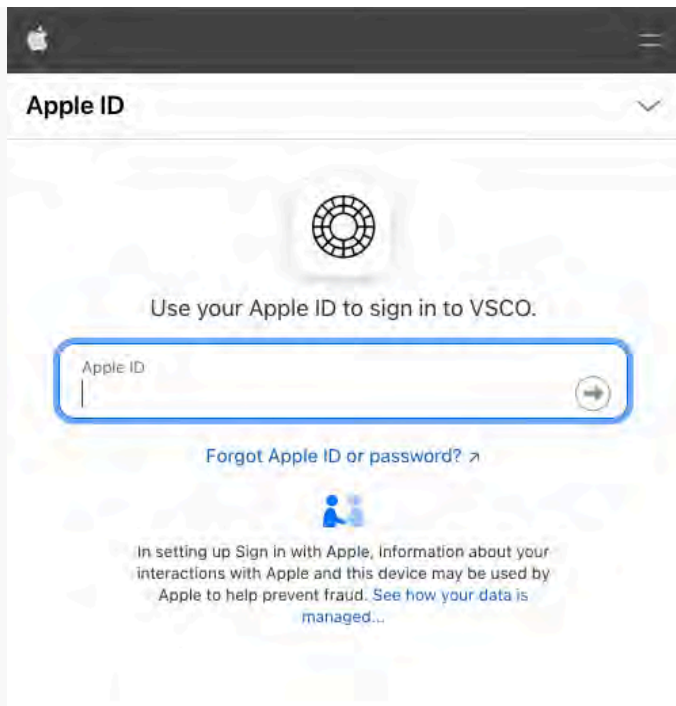 Apple ID
Use your Apple ID to sign in to VSCO.
Apple ID
Forgot Apple ID or password? ↗
In setting up Sign in with Apple, information about your
interactions with Apple and this device may be used by
Apple to help prevent fraud. See how your data is
managed...